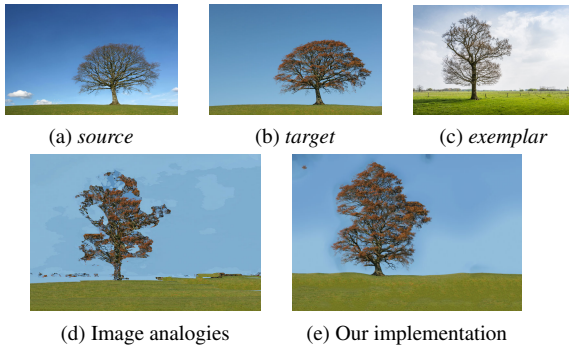 (a) source
(b) target
(c) exemplar
(d) Image analogies
(e) Our implementation